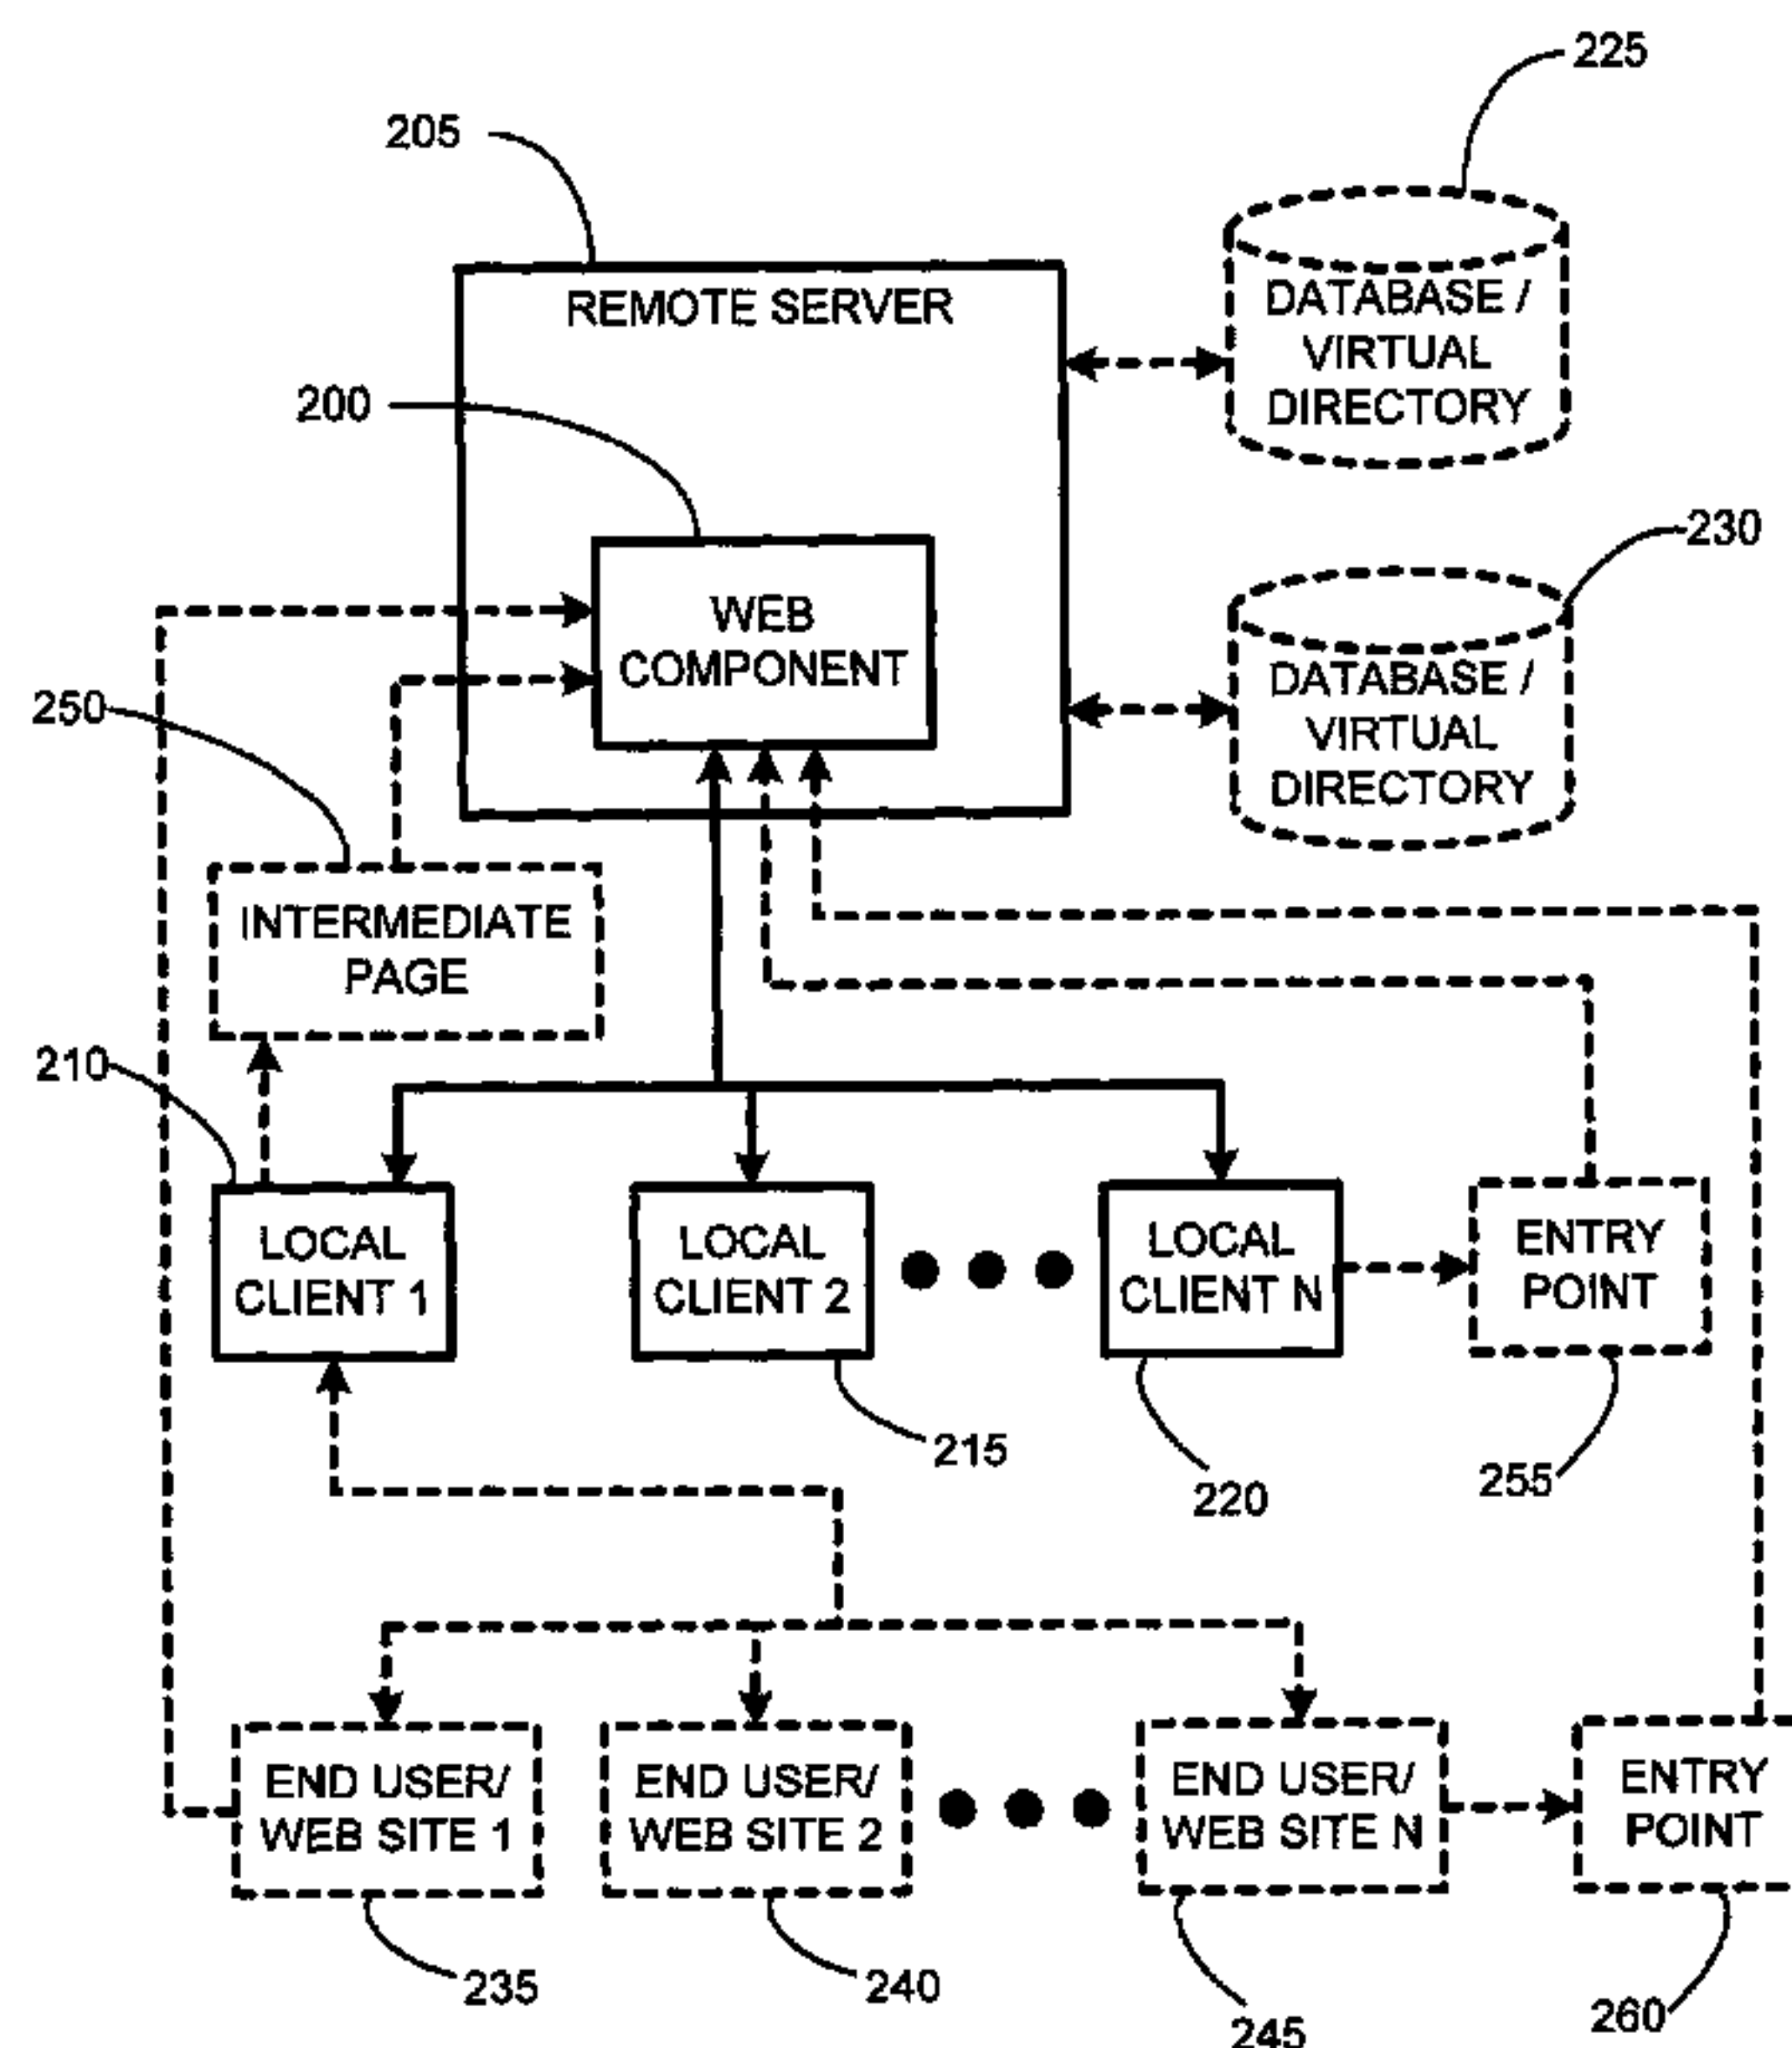 225
205
REMOTE SERVER
DATABASE /
VIRTUAL
DIRECTORY
200
230
WEB
COMPONENT
DATABASE /
VIRTUAL
DIRECTORY
250
INTERMEDIATE
PAGE
210
LOCAL
CLIENT 1
LOCAL
CLIENT 2
LOCAL
CLIENT N
ENTRY
POINT
215
220
255
END USER/
WEB SITE 1
END USER/
WEB SITE 2
END USER/
WEB SITE N
ENTRY
POINT
235
240
245
260